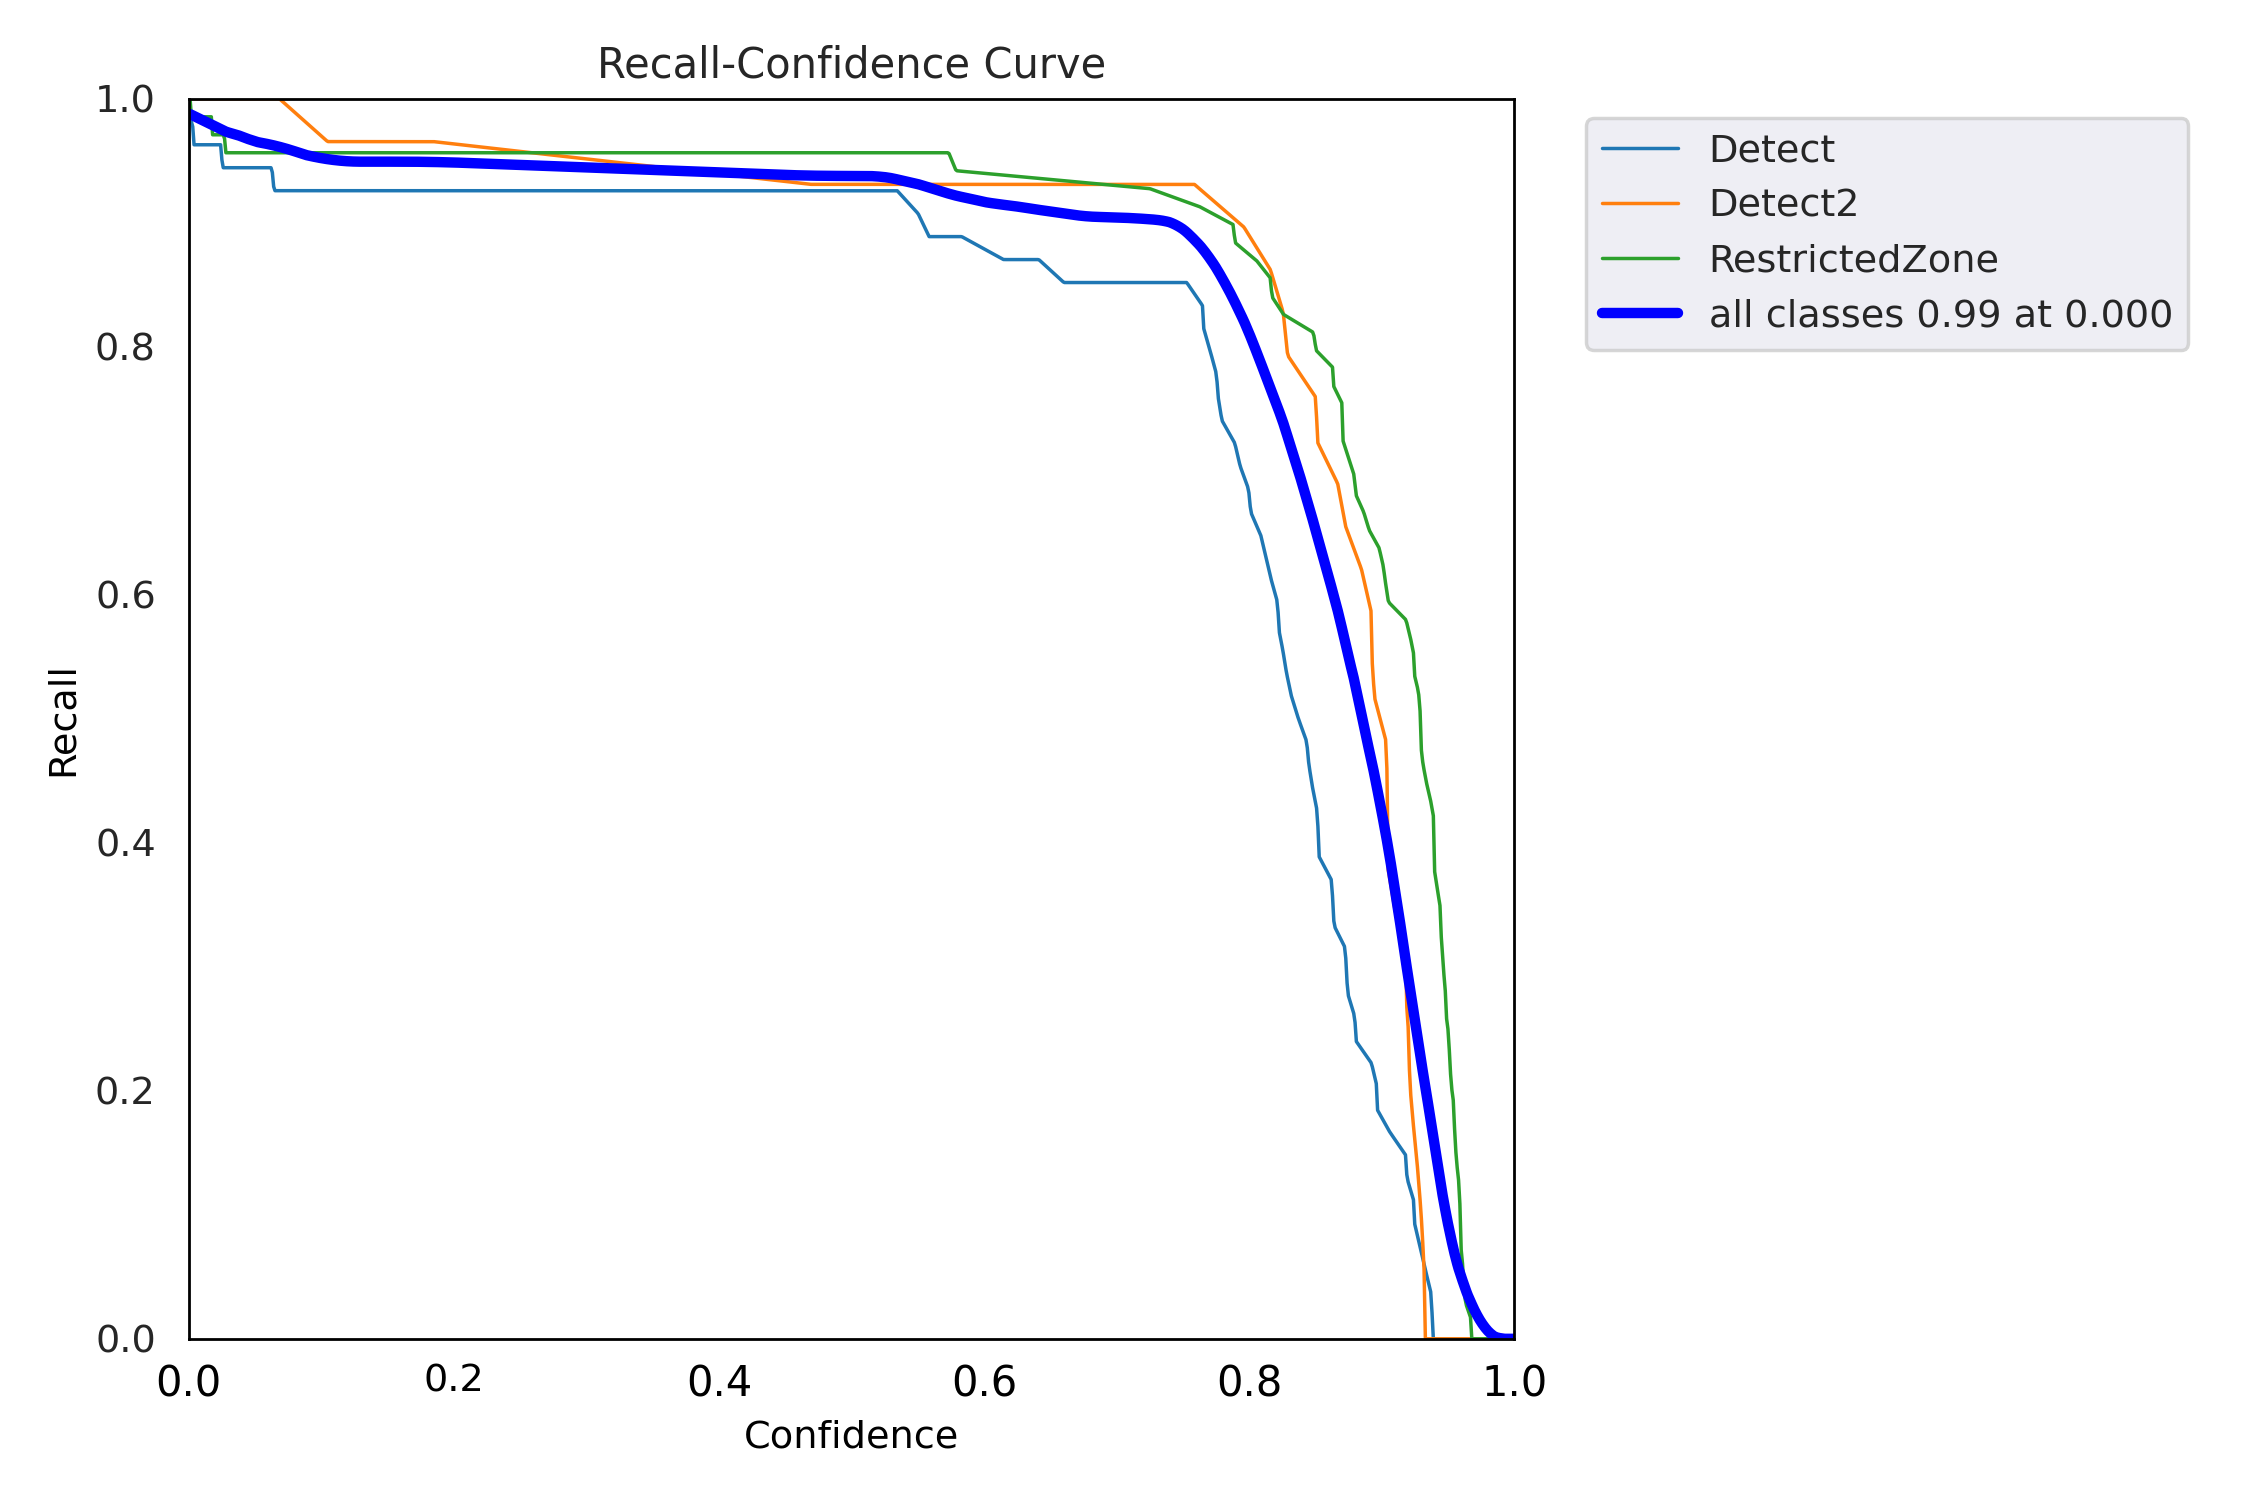 Recall-Confidence Curve
1.0
0.8
0.6
0.4
0.2
0.0
Recall
0.0 0.2 0.4 0.6 0.8 1.0
Confidence
Detect
Detect2
RestrictedZone
all classes 0.99 at 0.000